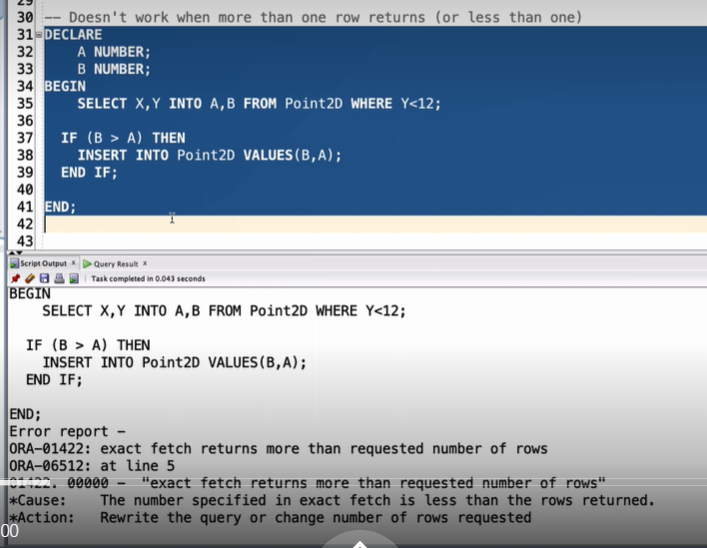 29
30 -- Doesn't work when more than one row returns (or less than one)
31 DECLARE
32 A NUMBER;
33 B NUMBER;
34 BEGIN
35 SELECT X,Y INTO A,B FROM Point2D WHERE Y<12;
36
37 IF (B > A) THEN
38 INSERT INTO Point2D VALUES(B,A);
39 END IF;
40
41 END;
42
43
Script Output x Query Result x
Task completed in 0.043 seconds
BEGIN
SELECT X,Y INTO A,B FROM Point2D WHERE Y<12;
IF (B > A) THEN
INSERT INTO Point2D VALUES(B,A);
END IF;
END;
Error report -
ORA-01422: exact fetch returns more than requested number of rows
ORA-06512: at line 5
01422. 00000 - "exact fetch returns more than requested number of rows"
*Cause: The number specified in exact fetch is less than the rows returned.
*Action: Rewrite the query or change number of rows requested
00